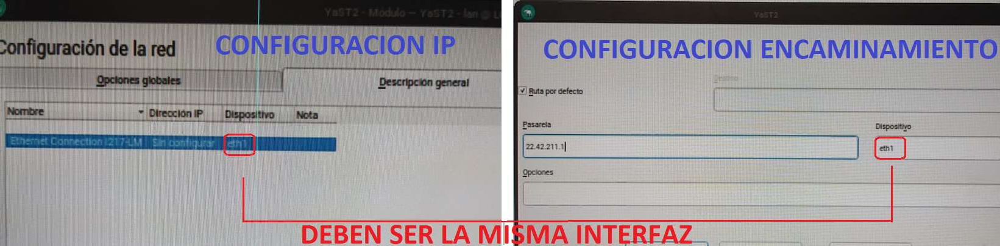 YaST2 - Módulo — YaST2 - lan @ L
Configuración de la red
CONFIGURACION IP
Opciones globales
Descripción general
Nombre Dirección IP Dispositivo Nota
Ethernet Connection I217-LM Sin configurar eth1
YaST2
CONFIGURACION ENCAMINAMIENTO
Destino
Ruta por defecto
Pasarela
Dispositivo
22.42.211.1
eth1
Opciones
DEBEN SER LA MISMA INTERFAZ